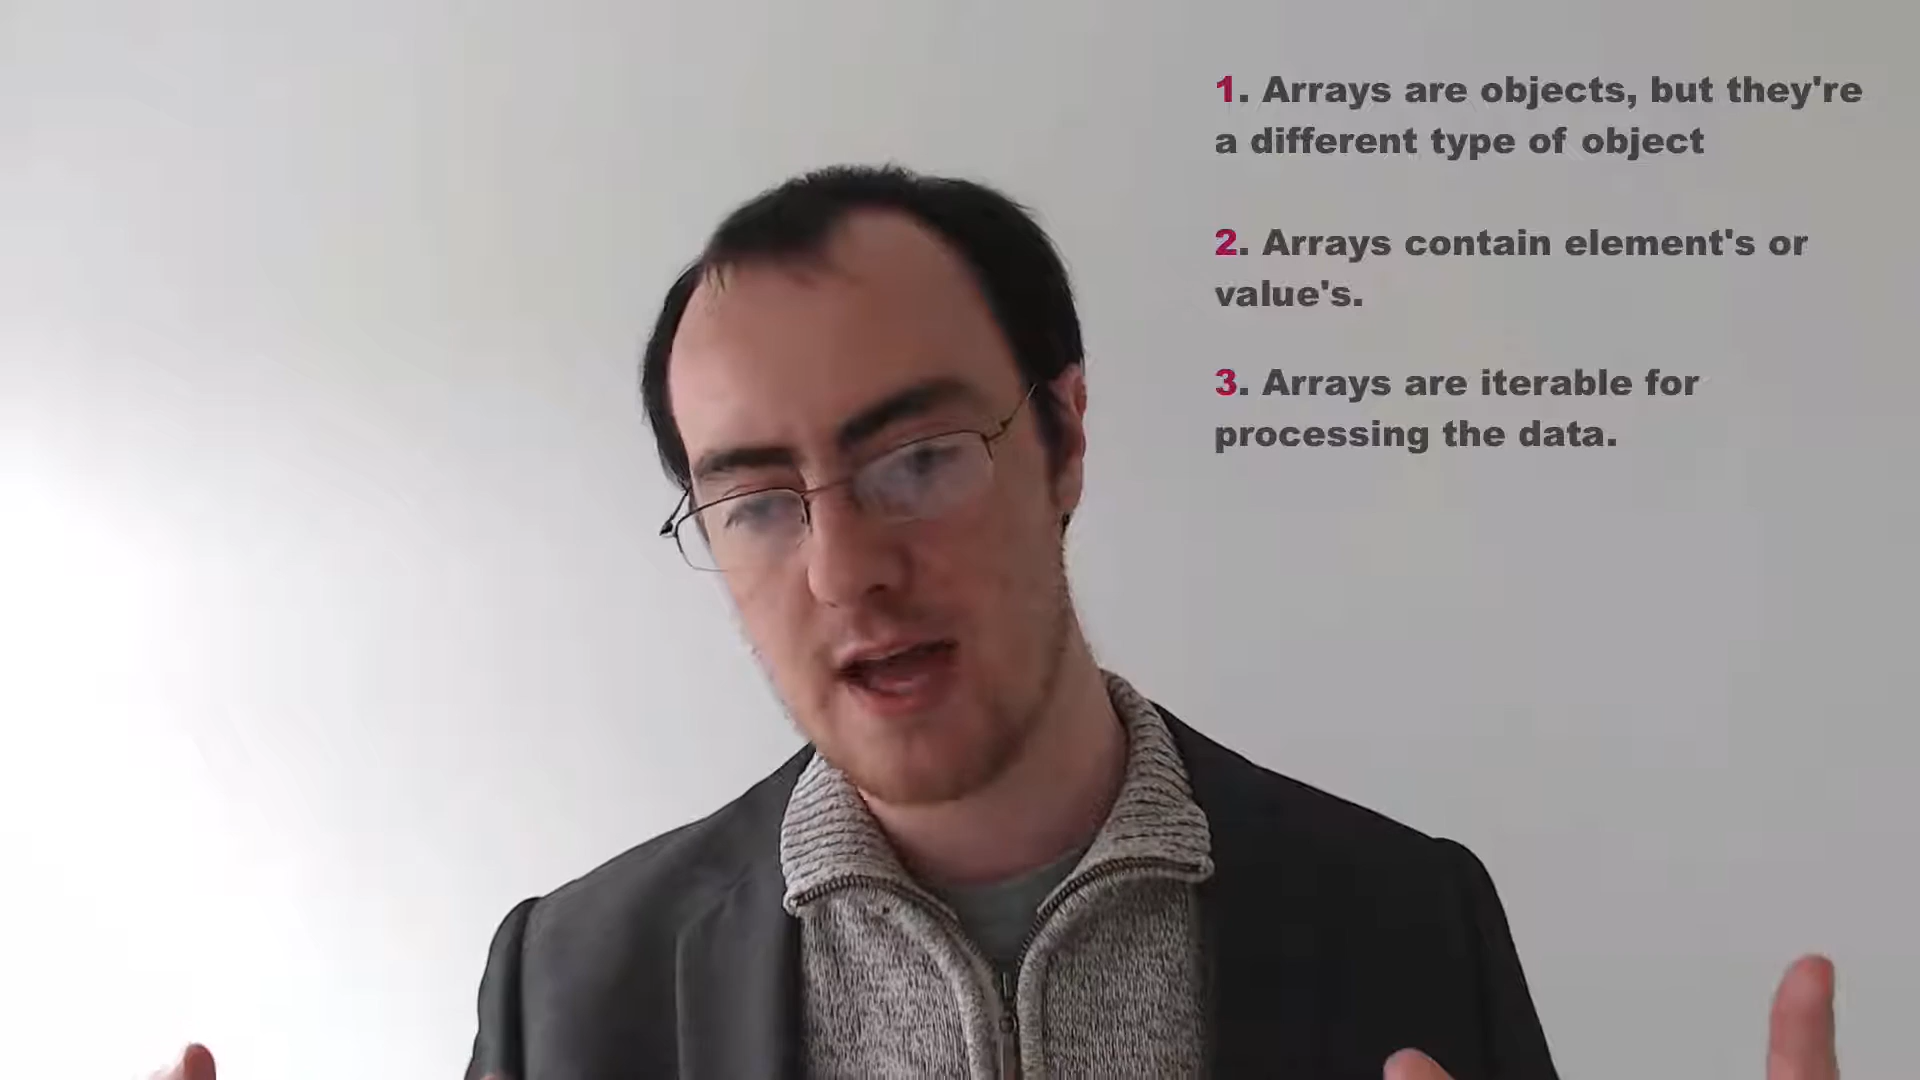 1. Arrays are objects, but they're
a different type of object
2. Arrays contain element's or
value's.
3. Arrays are iterable for
processing the data.